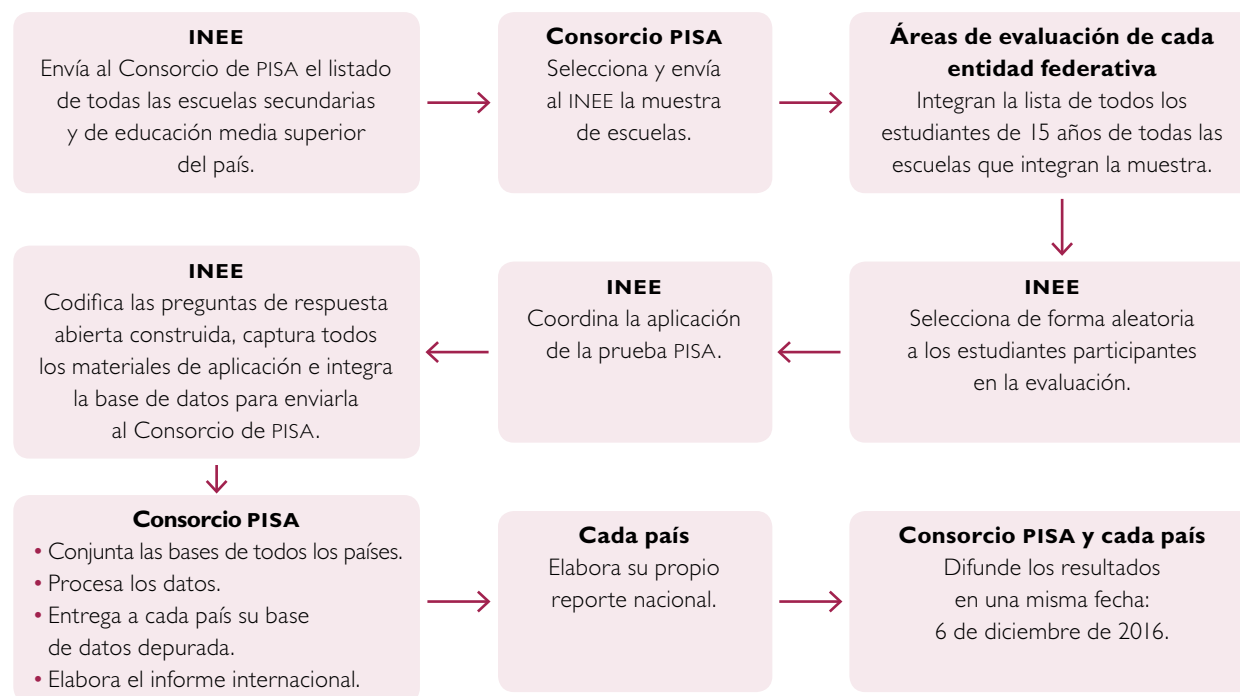 INEE
Envía al Consorcio de PISA el listado
de todas las escuelas secundarias
y de educación media superior
del país.
Consorcio PISA
Selecciona y envía
al INEE la muestra
de escuelas.
Áreas de evaluación de cada
entidad federativa
Integran la lista de todos los
estudiantes de 15 años de todas las
escuelas que integran la muestra.
INEE
Selecciona de forma aleatoria
a los estudiantes participantes
en la evaluación.
INEE
Coordina la aplicación
de la prueba PISA.
INEE
Codifica las preguntas de respuesta
abierta construida, captura todos
los materiales de aplicación e integra
la base de datos para enviarla
al Consorcio de PISA.
Consorcio PISA
• Conjunta las bases de todos los países.
• Procesa los datos.
• Entrega a cada país su base
de datos depurada.
• Elabora el informe internacional.
Cada país
Elabora su propio
reporte nacional.
Consorcio PISA y cada país
Difunde los resultados
en una misma fecha:
6 de diciembre de 2016.